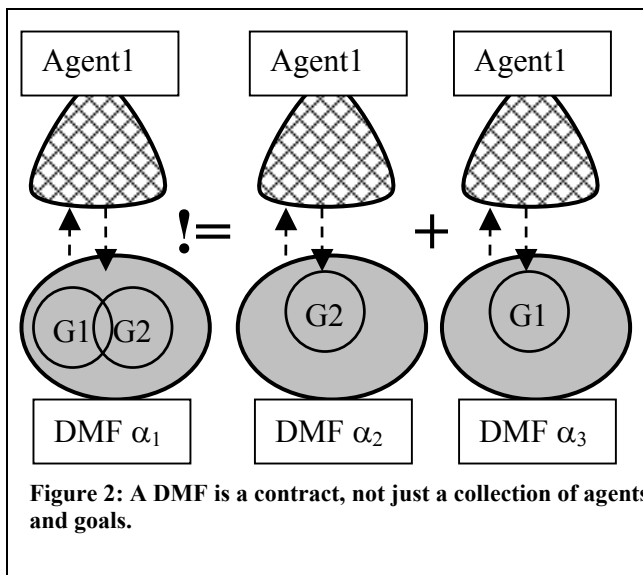 Agent1 Agent1 Agent1
!= +
G1 G2 G2 G1
DMF α₁ DMF α₂ DMF α₃
Figure 2: A DMF is a contract, not just a collection of agents
and goals.